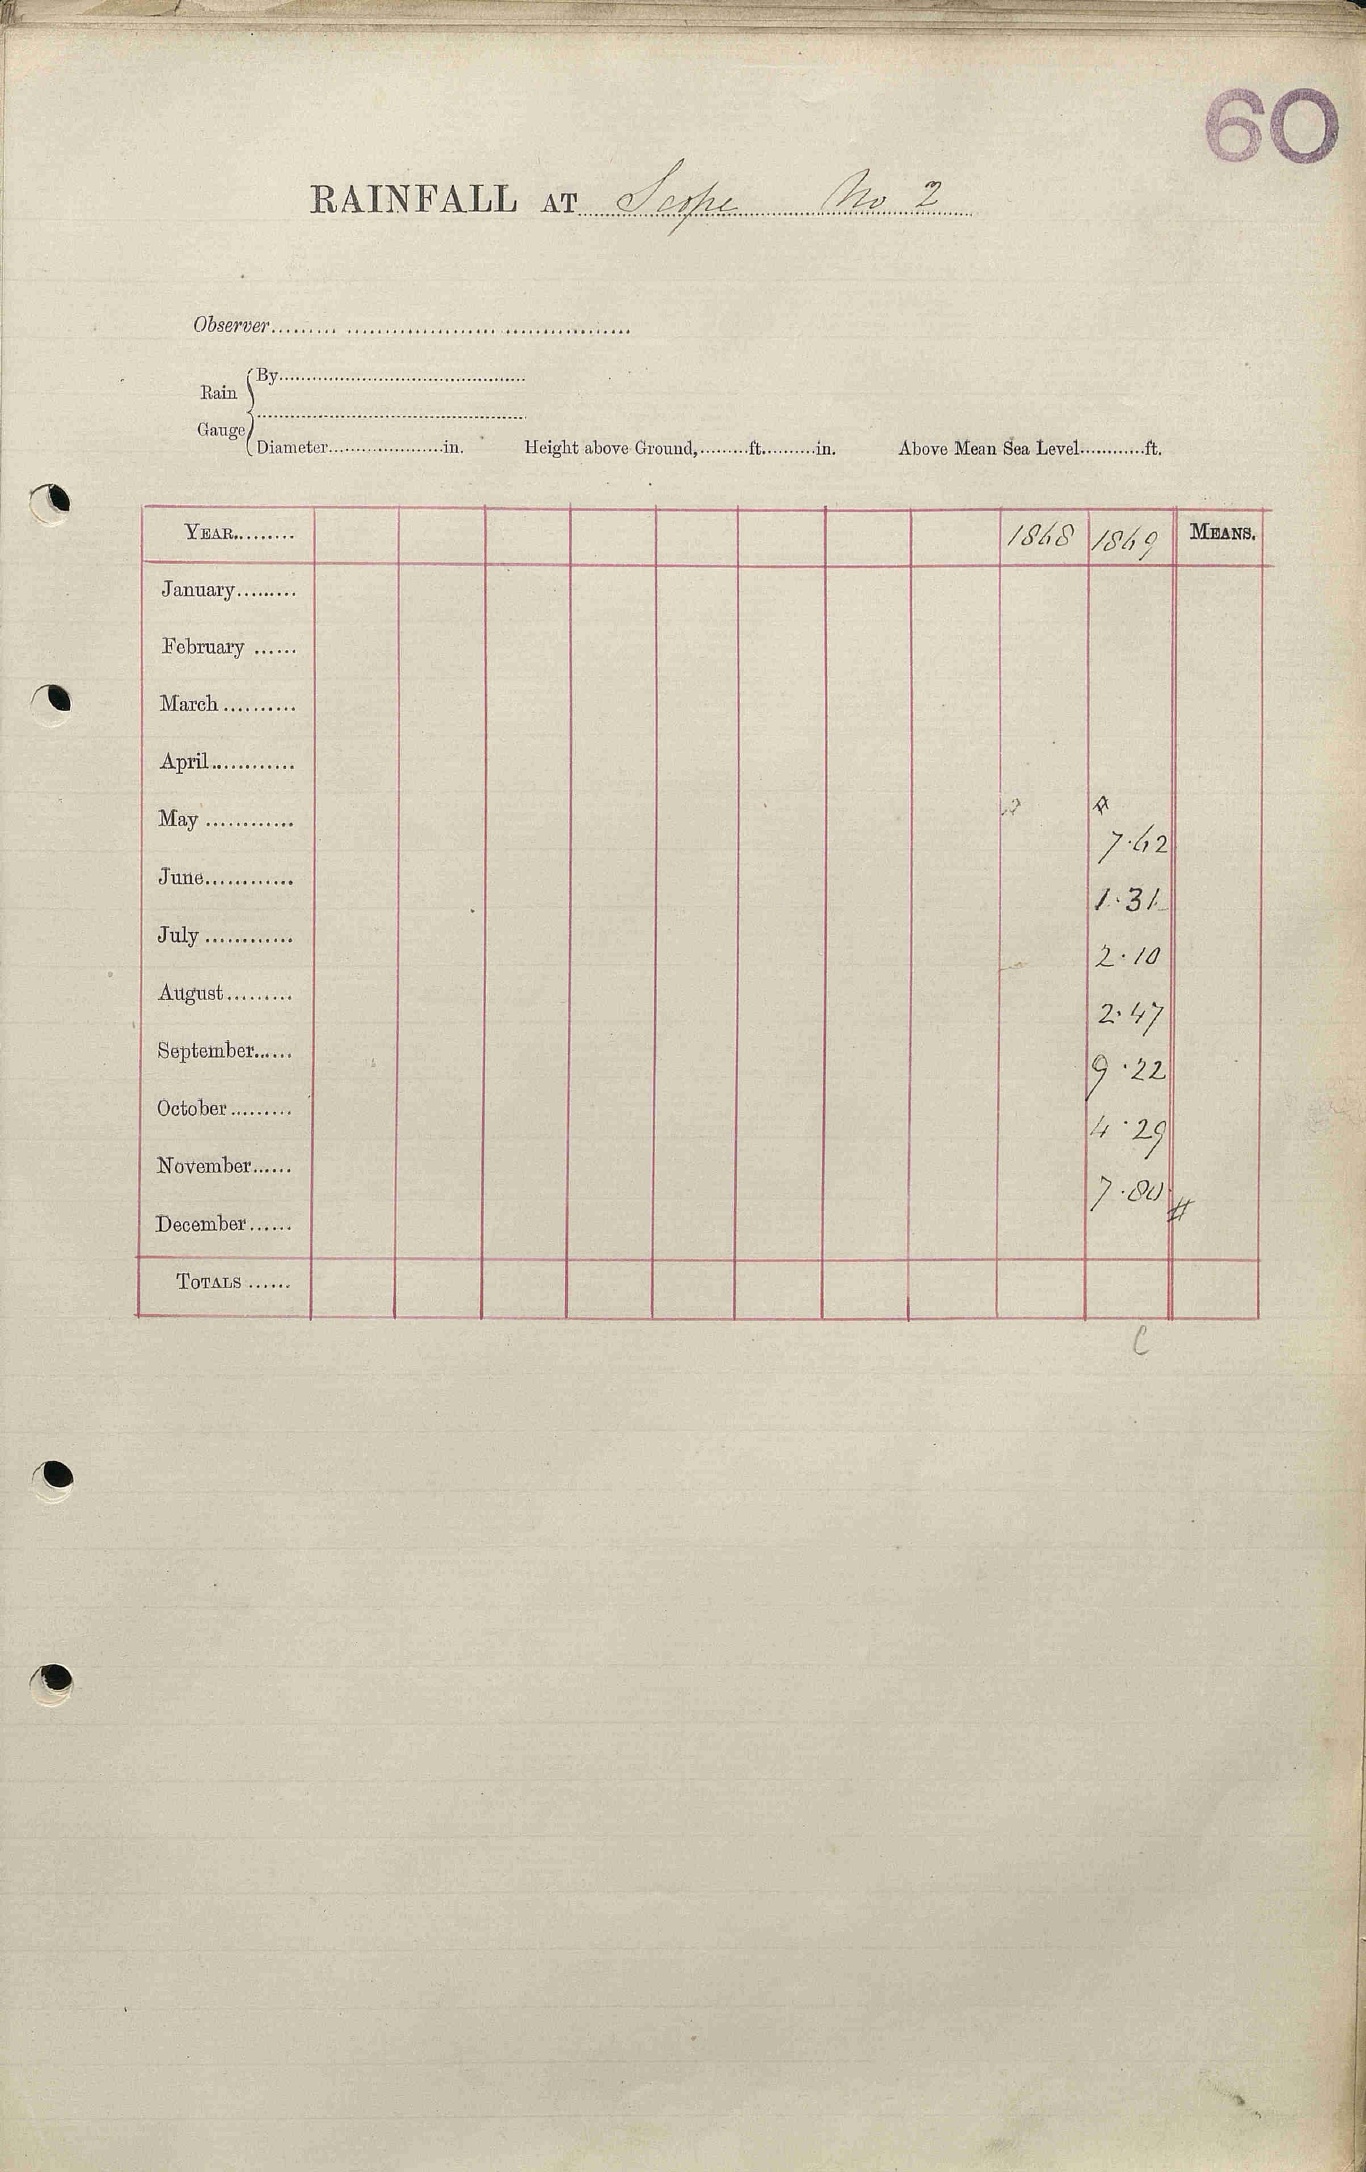 60
RAINFALL AT Scope No 2
Observer
Rain Gauge
By
Diameter in. Height above Ground, ft. in. Above Mean Sea Level ft.
YEAR 1868 1869 MEANS.
January
February
March
April
May
7.62
June
1.31
July
2.10
August
2.47
September
9.22
October
4.29
November
7.80 #
December
TOTALS
C